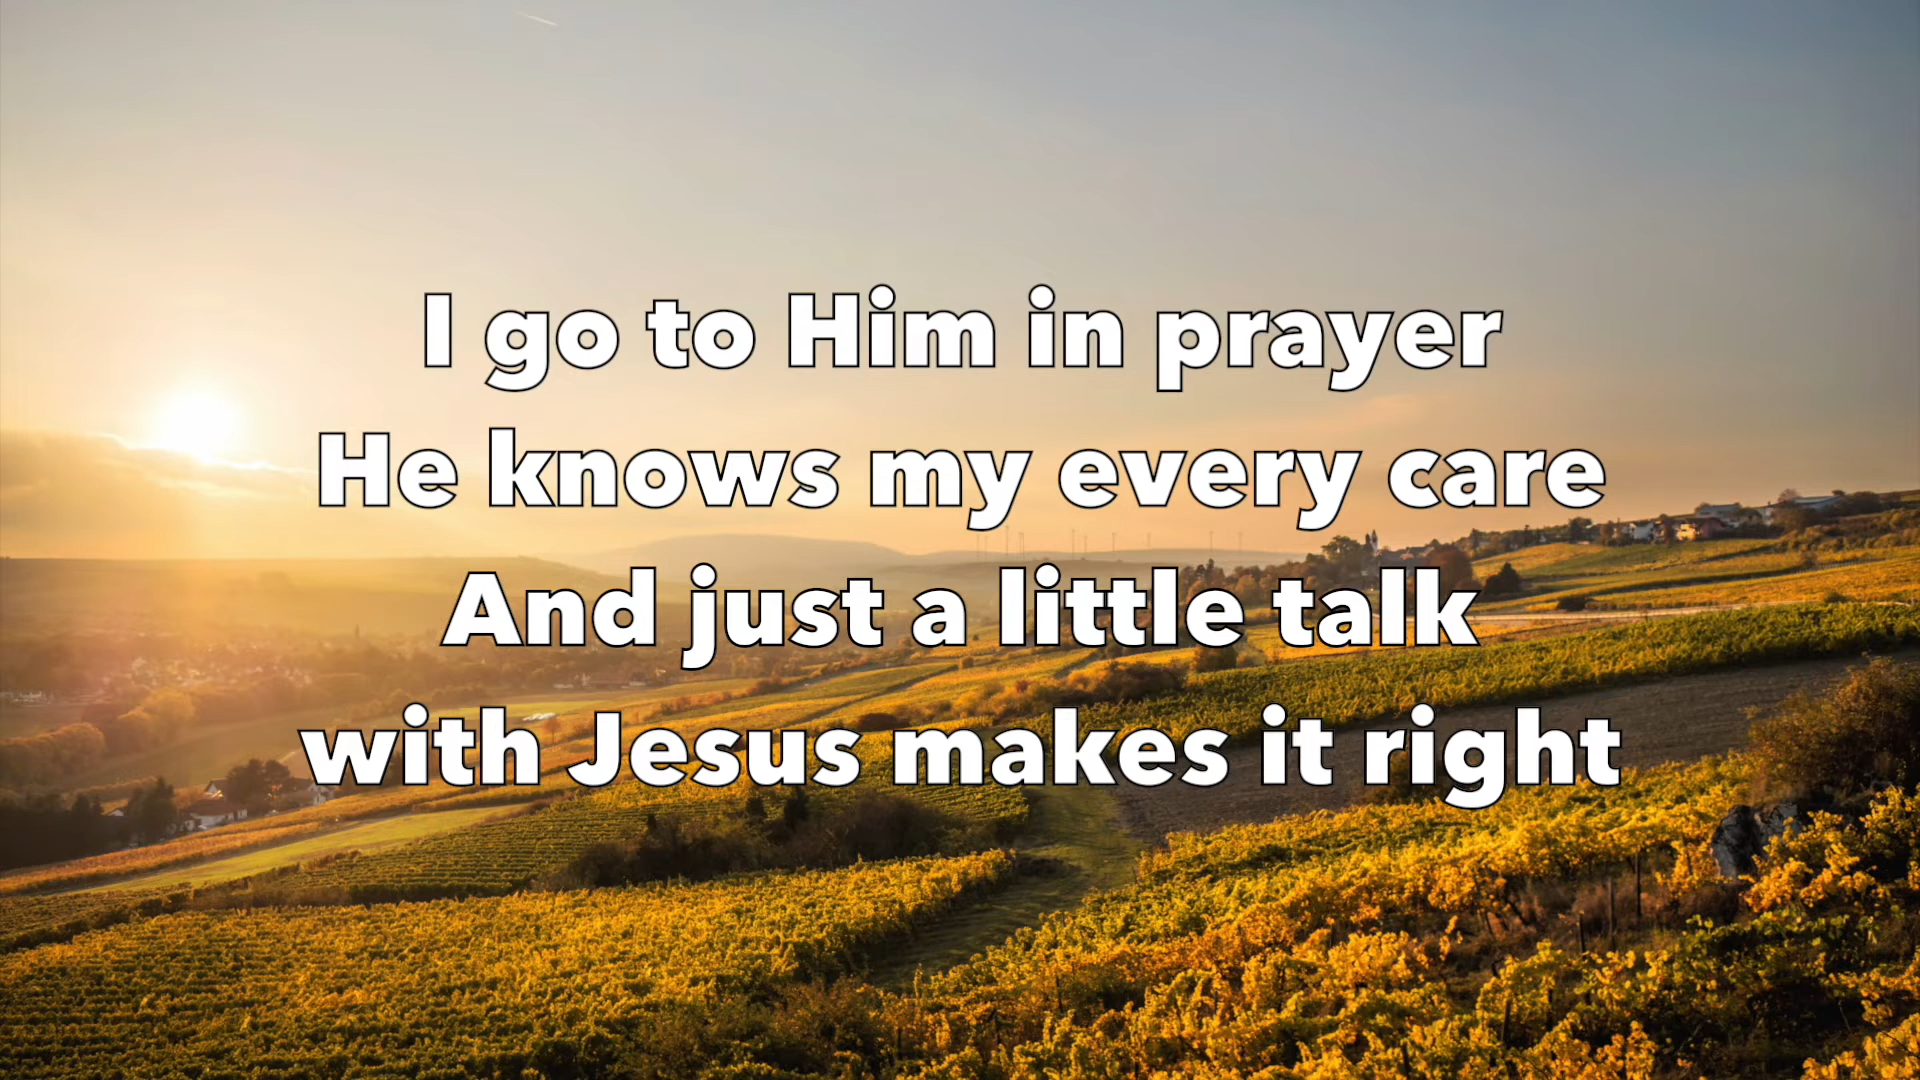 I go to Him in prayer
He knows my every care
And just a little talk
with Jesus makes it right